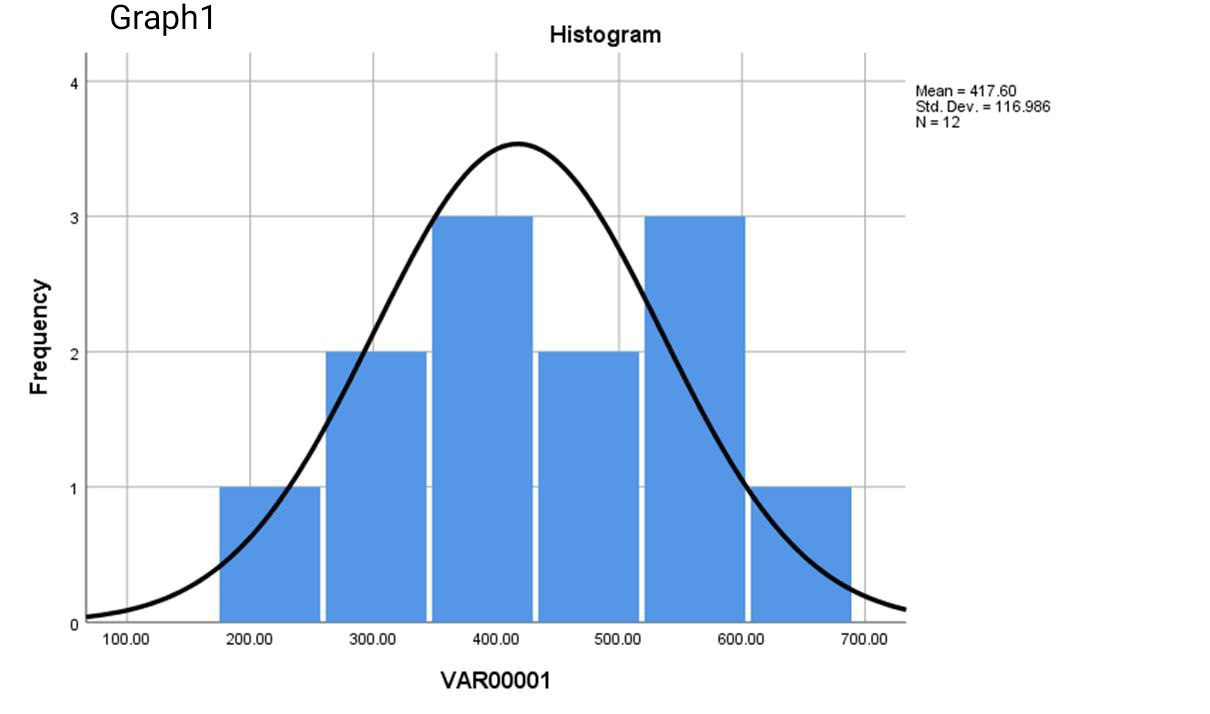 Graph1
Histogram
Mean = 417.60
Std. Dev. = 116.986
N = 12
Frequency
4
3
2
1
0
100.00 200.00 300.00 400.00 500.00 600.00 700.00
VAR00001